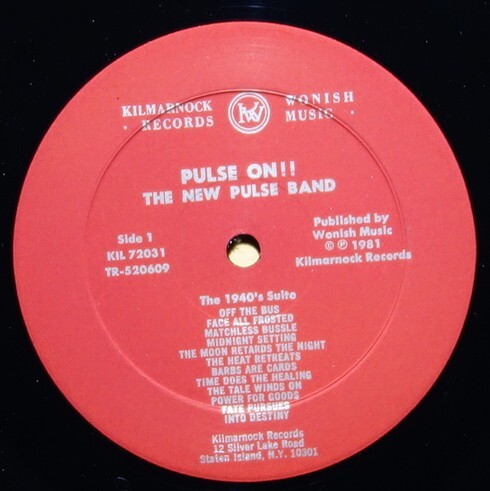 KILMARNOCK WONISH
· RECORDS MUSIC ·
KW
PULSE ON!!
THE NEW PULSE BAND
Side 1
KIL 72031
TR-520609
Published by
Wonish Music
© ℗ 1981
Kilmarnock Records
The 1940's Suite
OFF THE BUS
FACE ALL FROSTED
MATCHLESS BUSSLE
MIDNIGHT SETTING
THE MOON RETARDS THE NIGHT
THE HEAT RETREATS
BARBS ARE CARDS
TIME DOES THE HEALING
THE TALE WINDS ON
POWER FOR GOODS
FATE PURSUES
INTO DESTINY
Kilmarnock Records
12 Silver Lake Road
Staten Island, N.Y. 10301